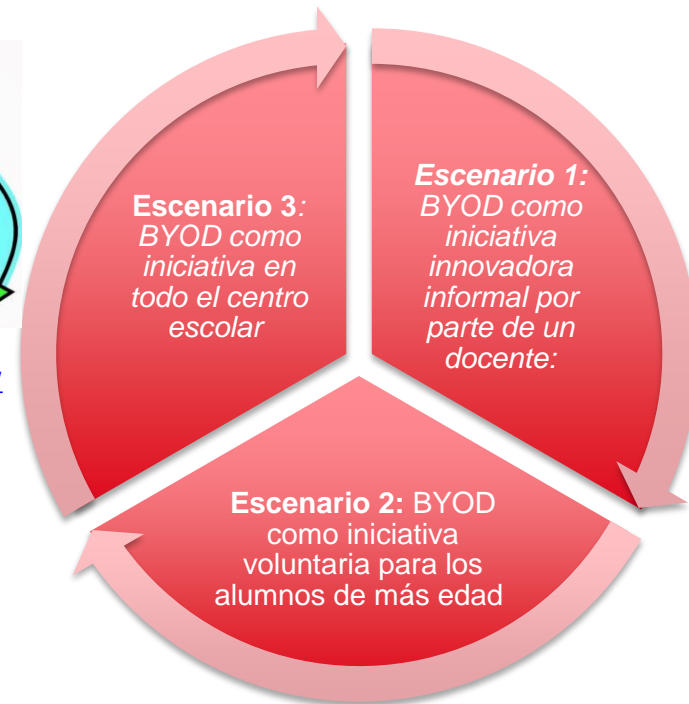 Escenario 1:
BYOD como
iniciativa
innovadora
informal por
parte de un
docente:
Escenario 2: BYOD
como iniciativa
voluntaria para los
alumnos de más edad
Escenario 3:
BYOD como
iniciativa en
todo el centro
escolar